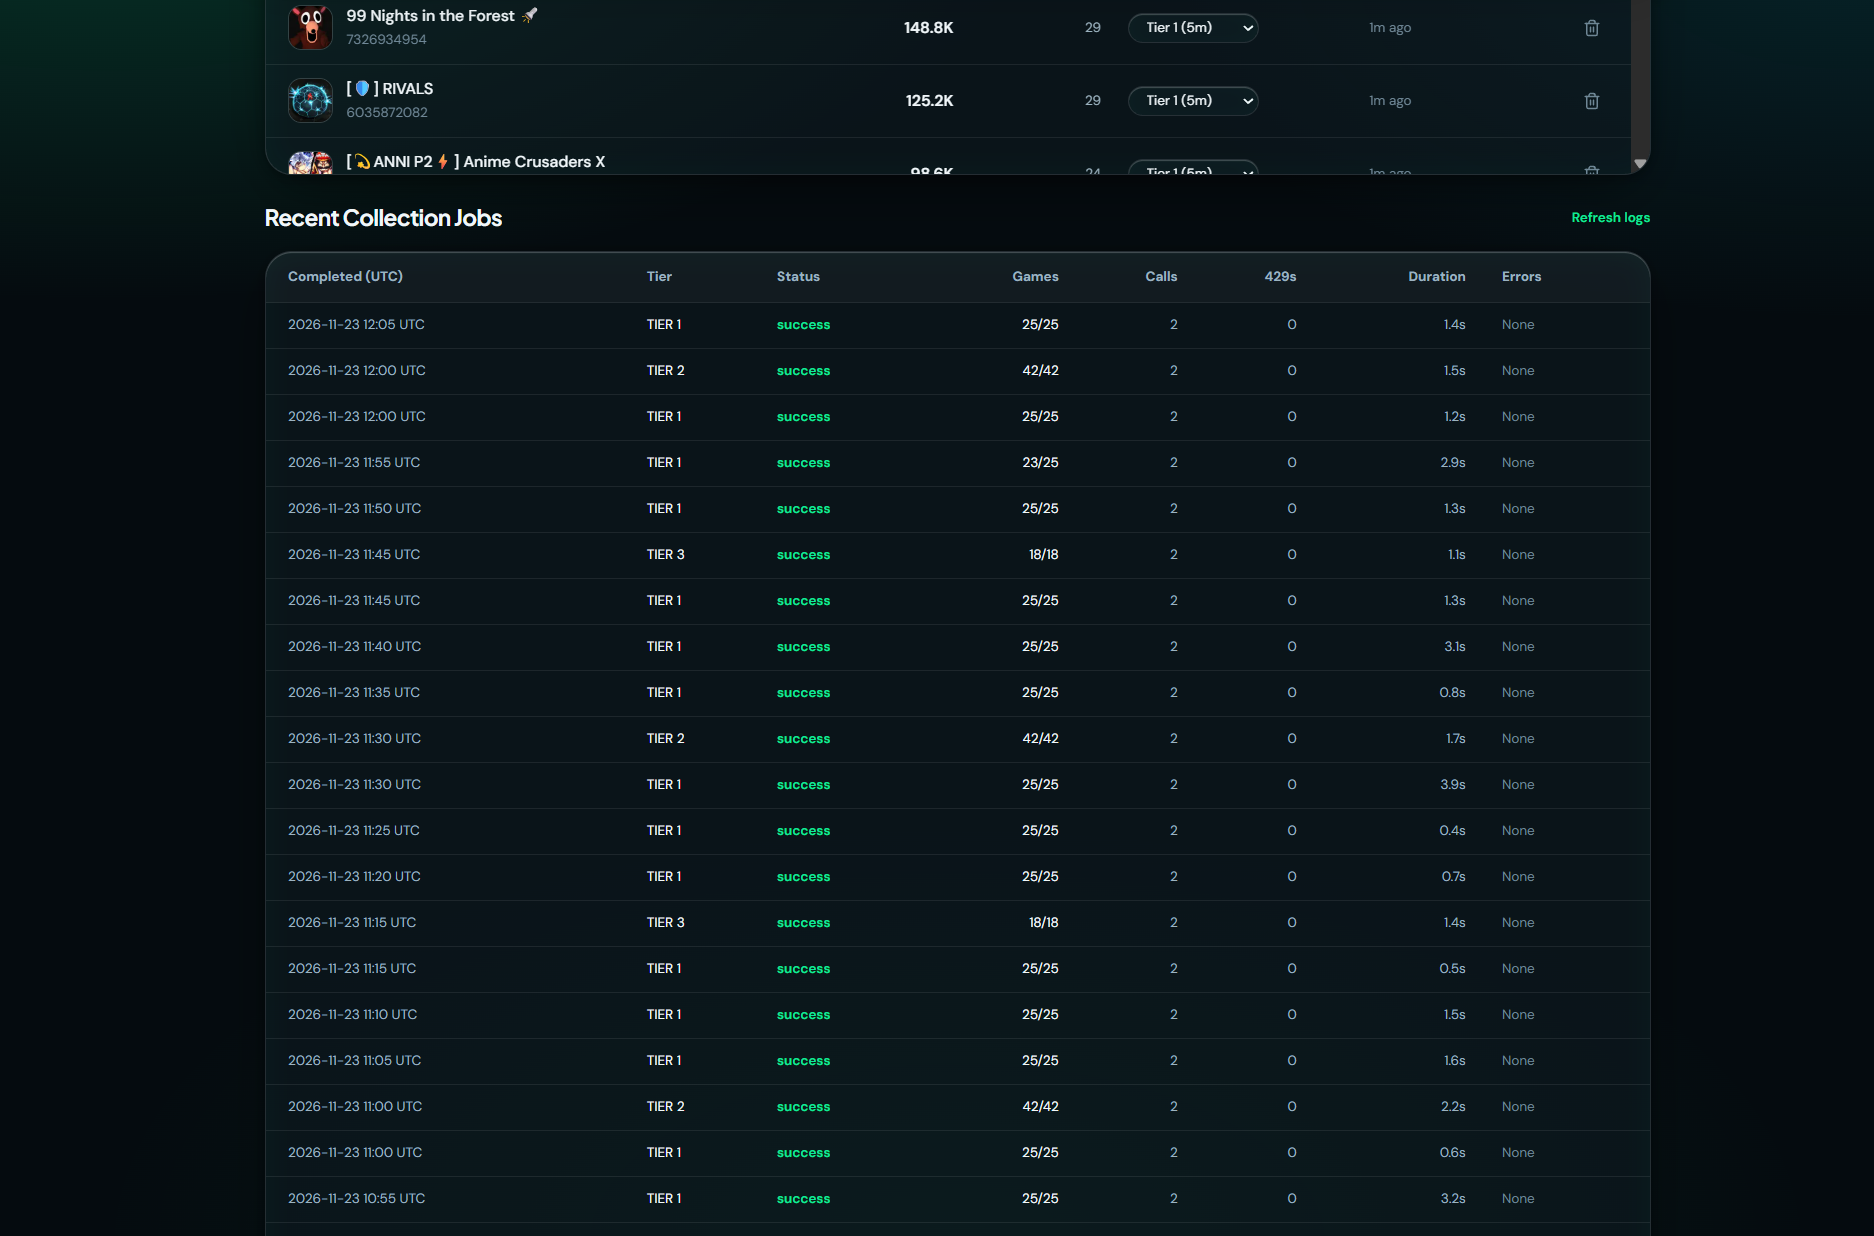 99 Nights in the Forest 🚀 148.8K 29 Tier 1 (5m) 1m ago
7326934954
[🛡️] RIVALS 125.2K 29 Tier 1 (5m) 1m ago
6035872082
[💫ANNI P2⚡] Anime Crusaders X 98.6K 24 Tier 1 (5m) 1m ago
Recent Collection Jobs Refresh logs
Completed (UTC) Tier Status Games Calls 429s Duration Errors
2026-11-23 12:05 UTC TIER 1 success 25/25 2 0 1.4s None
2026-11-23 12:00 UTC TIER 2 success 42/42 2 0 1.5s None
2026-11-23 12:00 UTC TIER 1 success 25/25 2 0 1.2s None
2026-11-23 11:55 UTC TIER 1 success 23/25 2 0 2.9s None
2026-11-23 11:50 UTC TIER 1 success 25/25 2 0 1.3s None
2026-11-23 11:45 UTC TIER 3 success 18/18 2 0 1.1s None
2026-11-23 11:45 UTC TIER 1 success 25/25 2 0 1.3s None
2026-11-23 11:40 UTC TIER 1 success 25/25 2 0 3.1s None
2026-11-23 11:35 UTC TIER 1 success 25/25 2 0 0.8s None
2026-11-23 11:30 UTC TIER 2 success 42/42 2 0 1.7s None
2026-11-23 11:30 UTC TIER 1 success 25/25 2 0 3.9s None
2026-11-23 11:25 UTC TIER 1 success 25/25 2 0 0.4s None
2026-11-23 11:20 UTC TIER 1 success 25/25 2 0 0.7s None
2026-11-23 11:15 UTC TIER 3 success 18/18 2 0 1.4s None
2026-11-23 11:15 UTC TIER 1 success 25/25 2 0 0.5s None
2026-11-23 11:10 UTC TIER 1 success 25/25 2 0 1.5s None
2026-11-23 11:05 UTC TIER 1 success 25/25 2 0 1.6s None
2026-11-23 11:00 UTC TIER 2 success 42/42 2 0 2.2s None
2026-11-23 11:00 UTC TIER 1 success 25/25 2 0 0.6s None
2026-11-23 10:55 UTC TIER 1 success 25/25 2 0 3.2s None